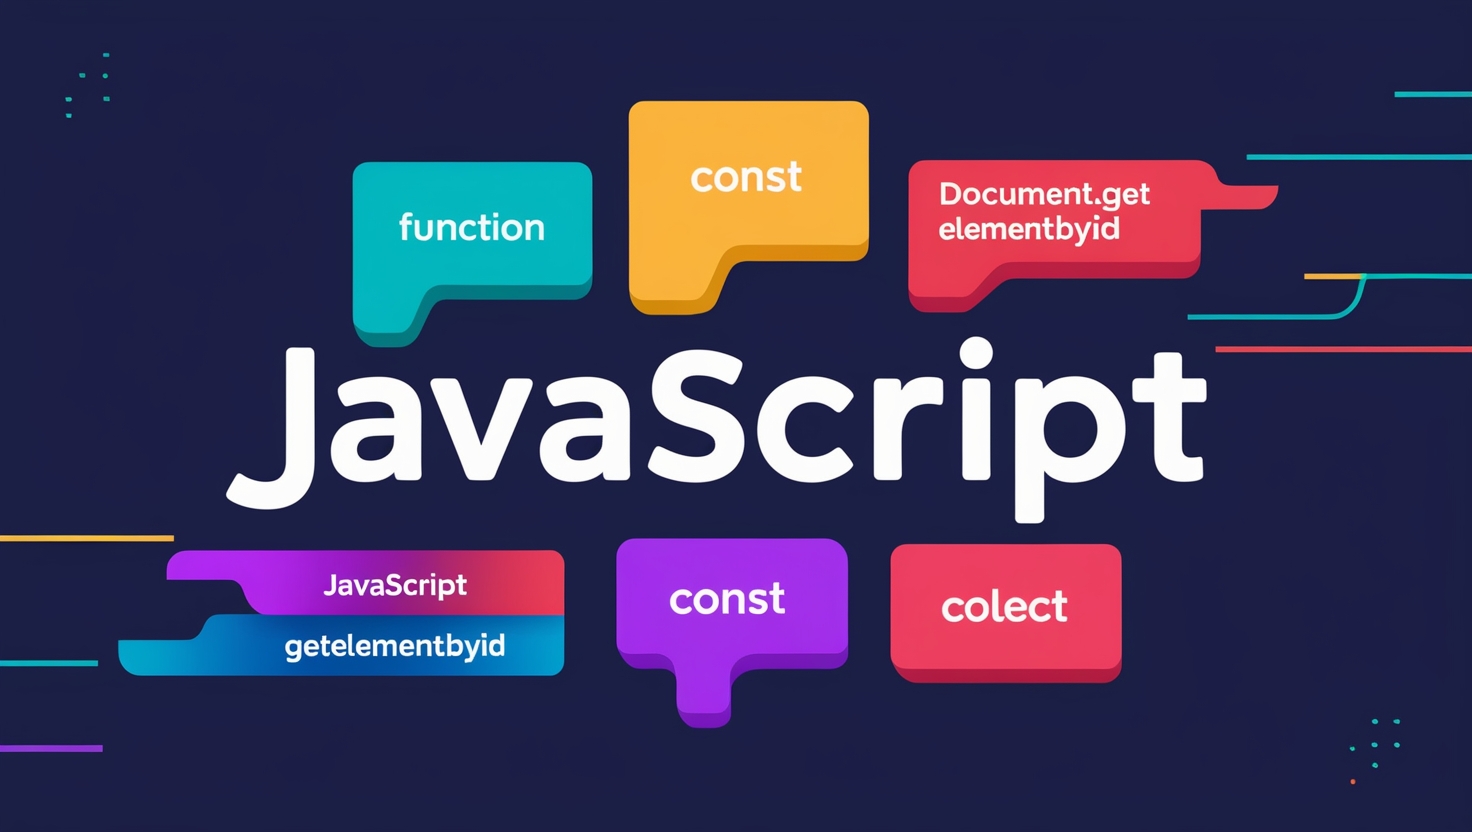 function
const
Document.get
elementbyid
JavaScript
JavaScript
getelementbyid
const
colect